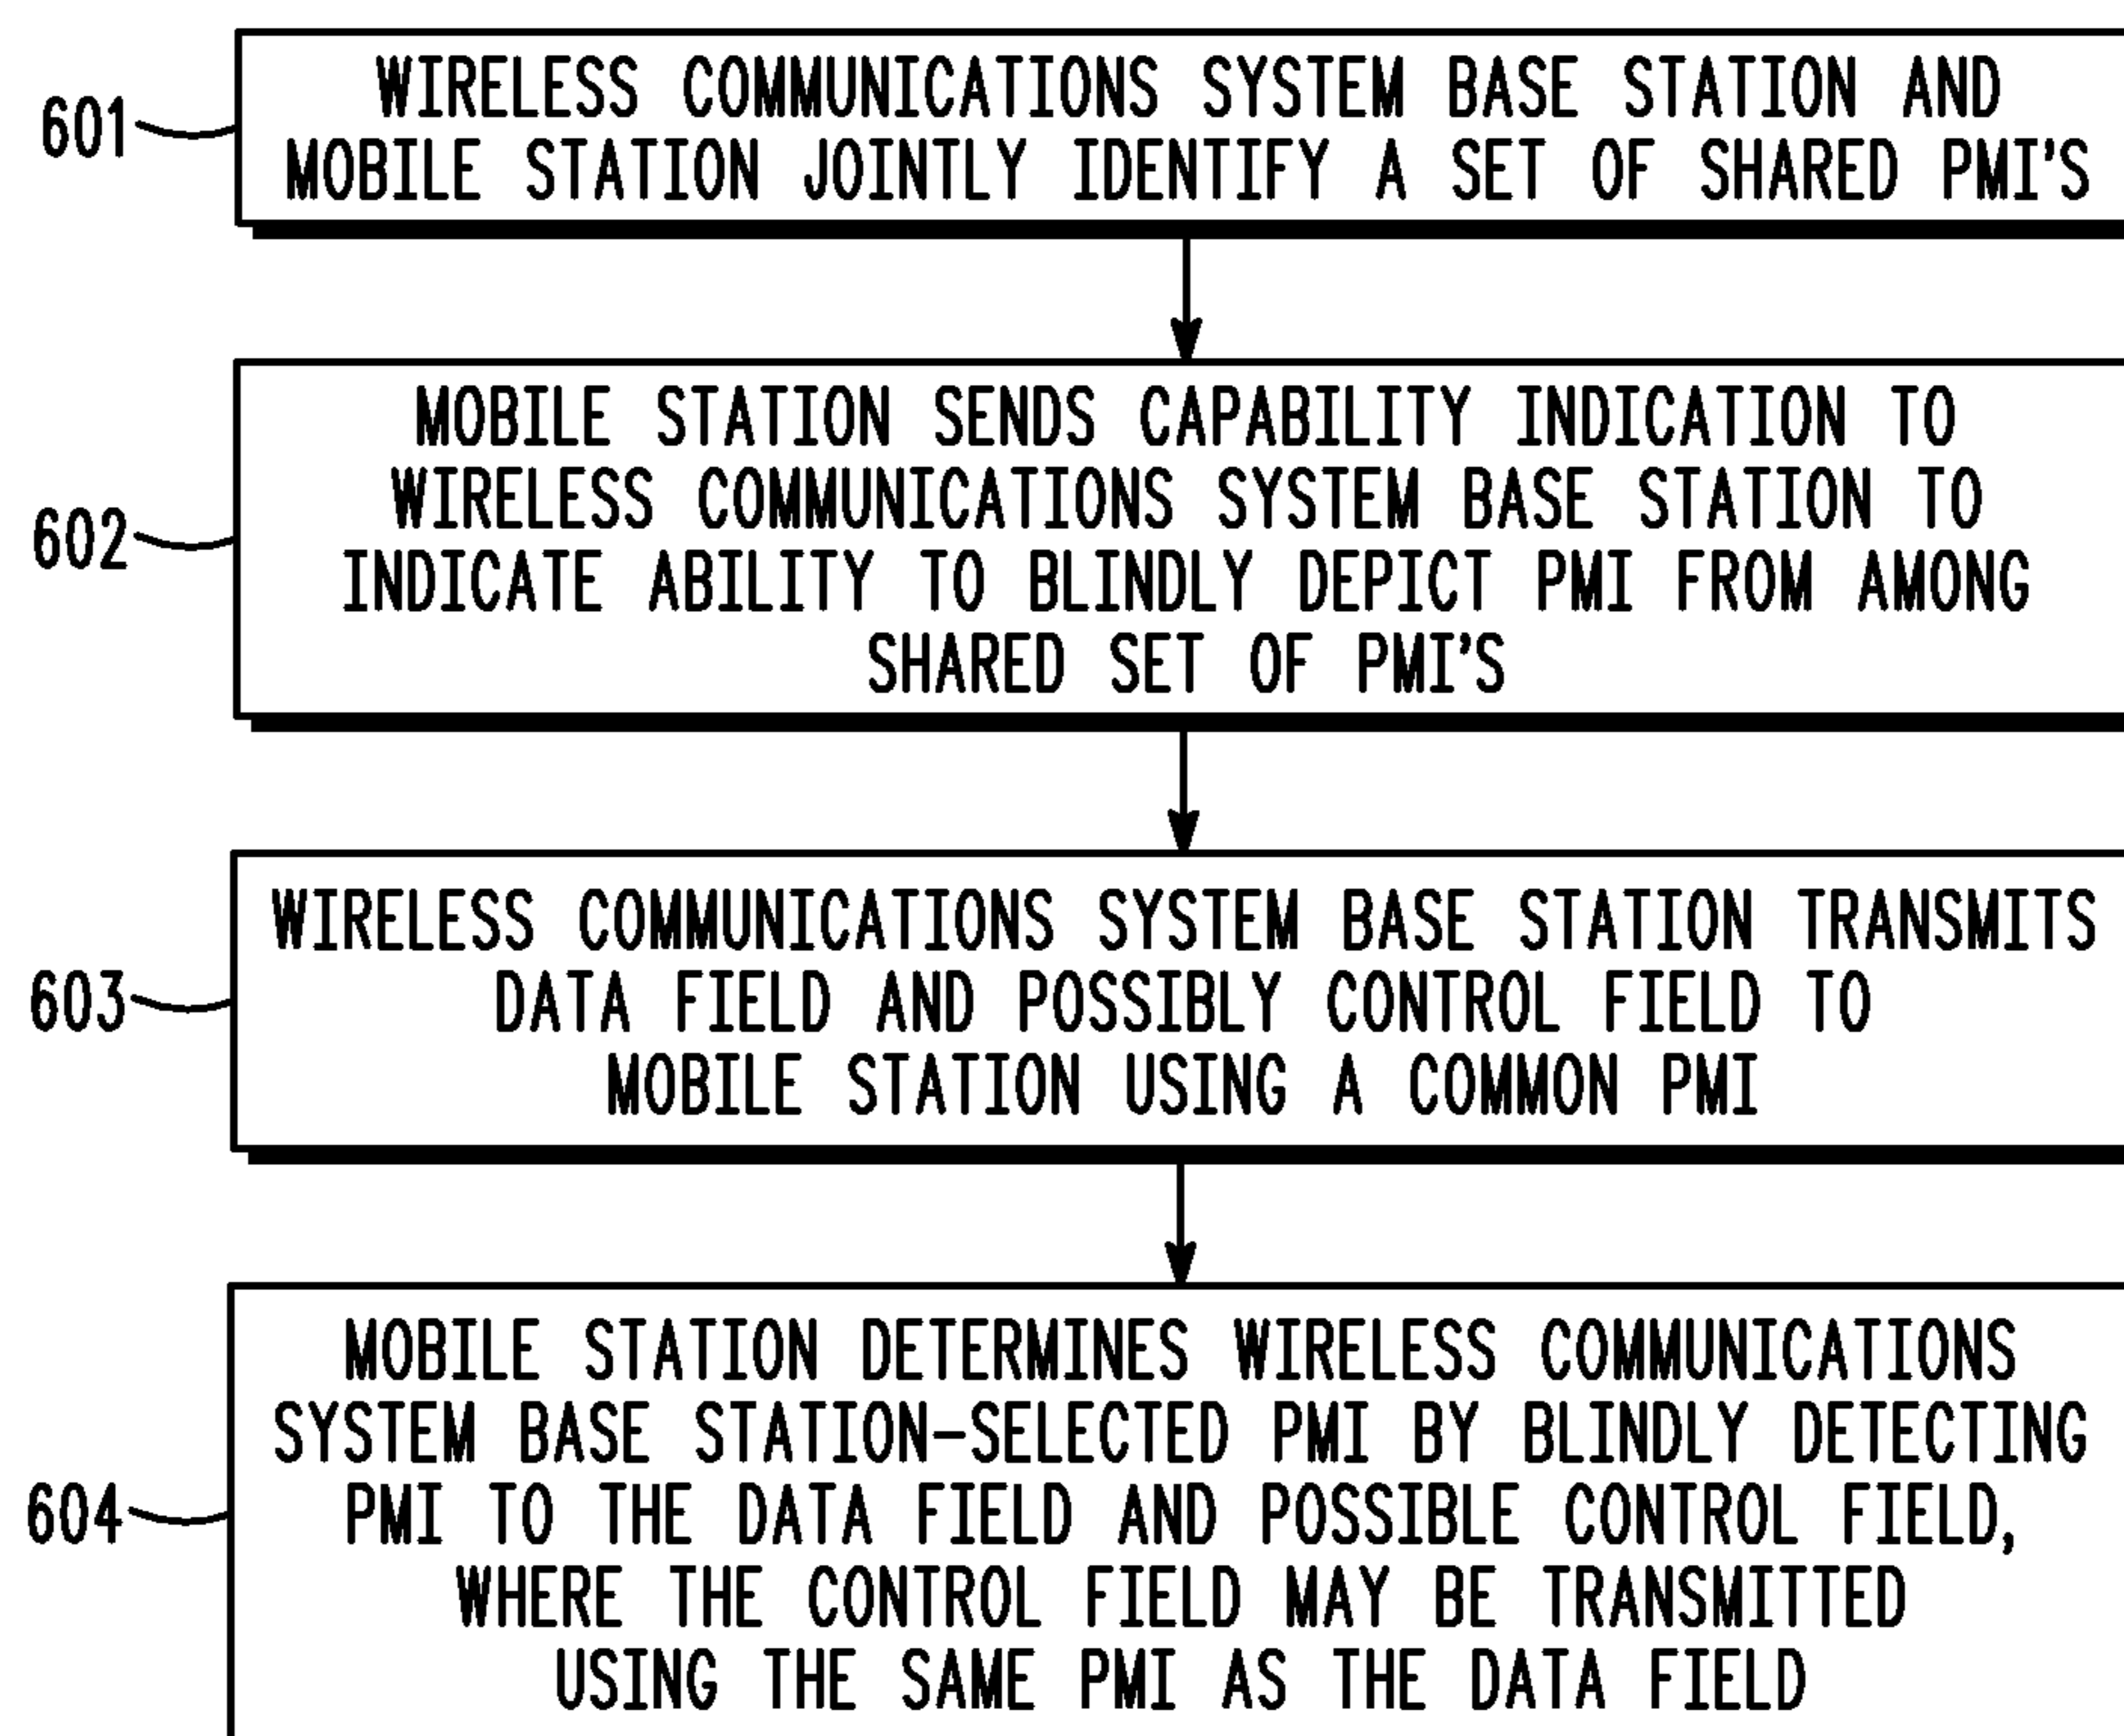 WIRELESS COMMUNICATIONS SYSTEM BASE STATION AND
601
MOBILE STATION JOINTLY IDENTIFY A SET OF SHARED PMI'S
MOBILE STATION SENDS CAPABILITY INDICATION TO
WIRELESS COMMUNICATIONS SYSTEM BASE STATION TO
602
INDICATE ABILITY TO BLINDLY DEPICT PMI FROM AMONG
SHARED SET OF PMI'S
WIRELESS COMMUNICATIONS SYSTEM BASE STATION TRANSMITS
603
DATA FIELD AND POSSIBLY CONTROL FIELD TO
MOBILE STATION USING A COMMON PMI
MOBILE STATION DETERMINES WIRELESS COMMUNICATIONS
SYSTEM BASE STATION-SELECTED PMI BY BLINDLY DETECTING
604
PMI TO THE DATA FIELD AND POSSIBLE CONTROL FIELD,
WHERE THE CONTROL FIELD MAY BE TRANSMITTED
USING THE SAME PMI AS THE DATA FIELD